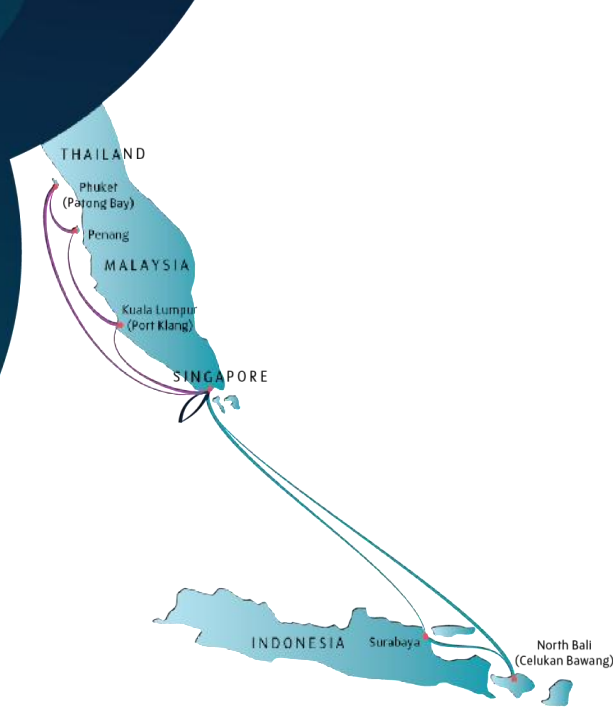 THAILAND
Phuket
(Patong Bay)
Penang
MALAYSIA
Kuala Lumpur
(Port Klang)
SINGAPORE
INDONESIA
Surabaya
North Bali
(Celukan Bawang)